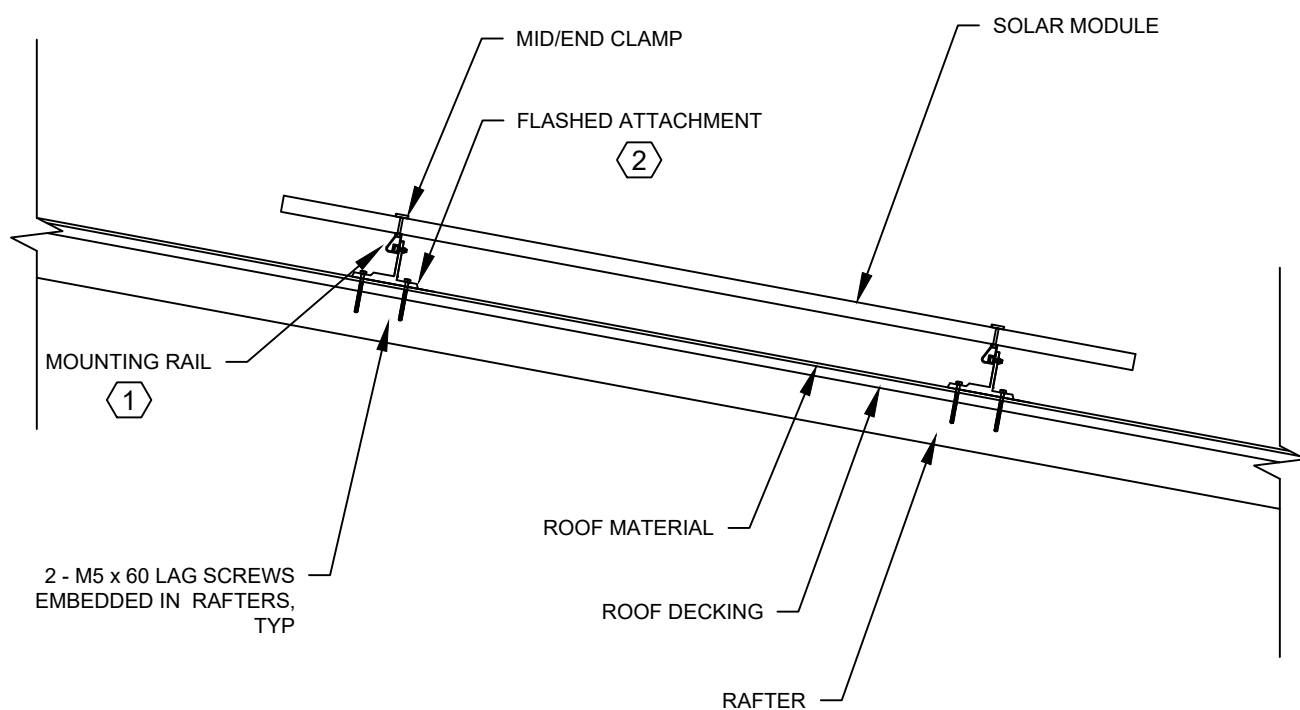 MID/END CLAMP
SOLAR MODULE
FLASHED ATTACHMENT
2
MOUNTING RAIL
1
ROOF MATERIAL
2 - M5 x 60 LAG SCREWS
EMBEDDED IN RAFTERS,
TYP
ROOF DECKING
RAFTER